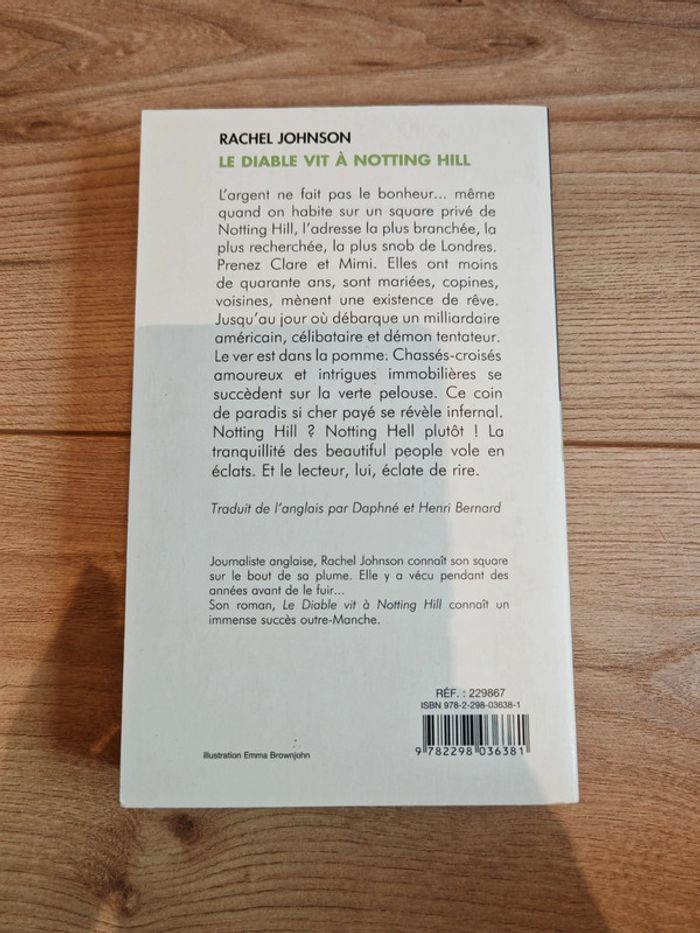 RACHEL JOHNSON
LE DIABLE VIT À NOTTING HILL
L'argent ne fait pas le bonheur... même
quand on habite sur un square privé de
Notting Hill, l'adresse la plus branchée, la
plus recherchée, la plus snob de Londres.
Prenez Clare et Mimi. Elles ont moins
de quarante ans, sont mariées, copines,
voisines, mènent une existence de rêve.
Jusqu'au jour où débarque un milliardaire
américain, célibataire et démon tentateur.
Le ver est dans la pomme. Chassés-croisés
amoureux et intrigues immobilières se
succèdent sur la verte pelouse. Ce coin
de paradis si cher payé se révèle infernal.
Notting Hill ? Notting Hell plutôt ! La
tranquillité des beautiful people vole en
éclats. Et le lecteur, lui, éclate de rire.
Traduit de l'anglais par Daphné et Henri Bernard
Journaliste anglaise, Rachel Johnson connaît son square
sur le bout de sa plume. Elle y a vécu pendant des
années avant de le fuir...
Son roman, Le Diable vit à Notting Hill connaît un
immense succès outre-Manche.
RÉF. : 229867
ISBN 978-2-298-03638-1
9 782298 036381
illustration Emma Brownjohn